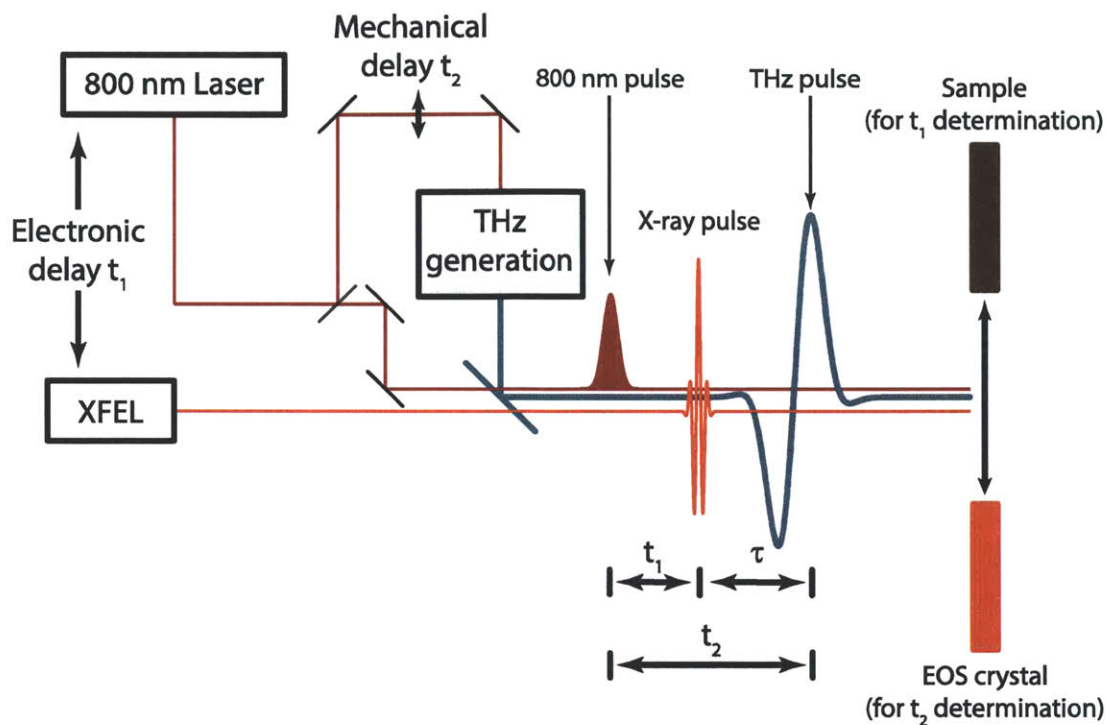 Mechanical
delay t₂
800 nm Laser
800 nm pulse
THz pulse
Sample
(for t₁ determination)
Electronic
delay t₁
THz
generation
X-ray pulse
XFEL
t₁
τ
t₂
EOS crystal
(for t₂ determination)